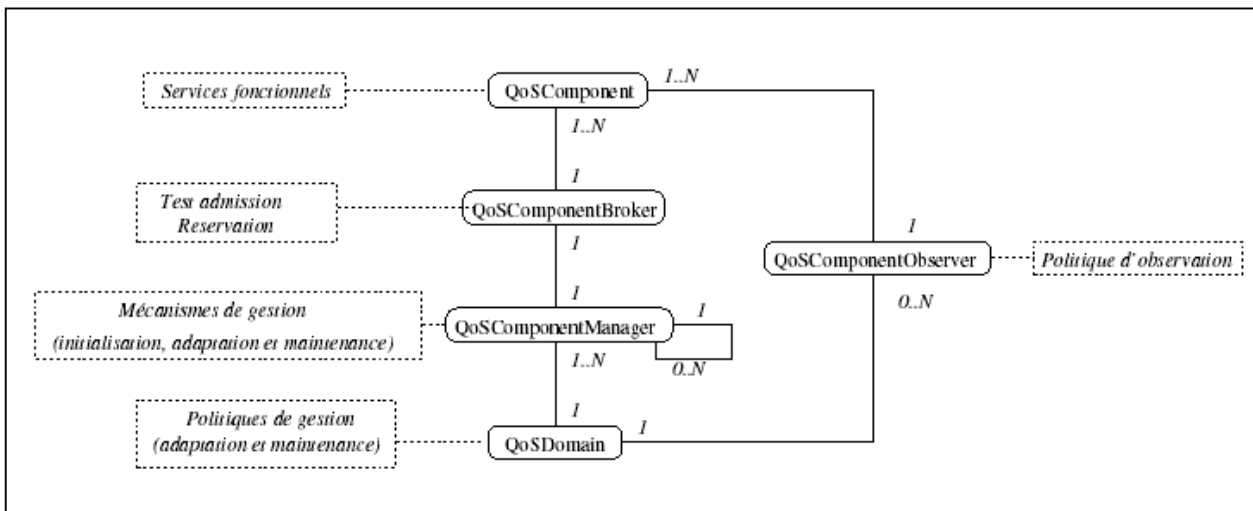 1..N
Services fonctionnels
QoSComponent
1..N
1
Test admission
Reservation
QoSComponentBroker
1
1
QoSComponentObserver
Politique d'observation
0..N
1
Mécanismes de gestion
(initialisation, adaptation et maintenance)
QoSComponentManager
1
1..N
0..N
1
Politiques de gestion
(adaptation et maintenance)
QoSDomain
1